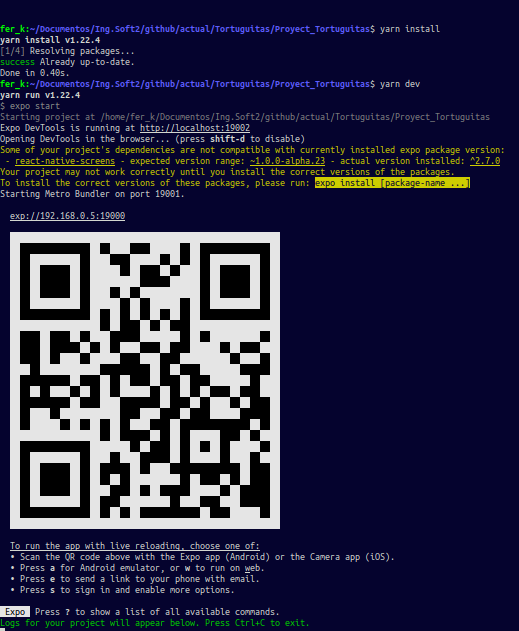 fer_k:~/Documentos/Ing.Soft2/github/actual/Tortuguitas/Proyect_Tortuguitas$ yarn install
yarn install v1.22.4
[1/4] Resolving packages...
success Already up-to-date.
Done in 0.40s.
fer_k:~/Documentos/Ing.Soft2/github/actual/Tortuguitas/Proyect_Tortuguitas$ yarn dev
yarn run v1.22.4
$ expo start
Starting project at /home/fer_k/Documentos/Ing.Soft2/github/actual/Tortuguitas/Proyect_Tortuguitas
Expo DevTools is running at http://localhost:19002
Opening DevTools in the browser... (press shift-d to disable)
Some of your project's dependencies are not compatible with currently installed expo package version:
- react-native-screens - expected version range: ~1.0.0-alpha.23 - actual version installed: ^2.7.0
Your project may not work correctly until you install the correct versions of the packages.
To install the correct versions of these packages, please run: expo install [package-name ...]
Starting Metro Bundler on port 19001.
exp://192.168.0.5:19000
To run the app with live reloading, choose one of:
• Scan the QR code above with the Expo app (Android) or the Camera app (iOS).
• Press a for Android emulator, or w to run on web.
• Press e to send a link to your phone with email.
• Press s to sign in and enable more options.
Expo Press ? to show a list of all available commands.
Logs for your project will appear below. Press Ctrl+C to exit.